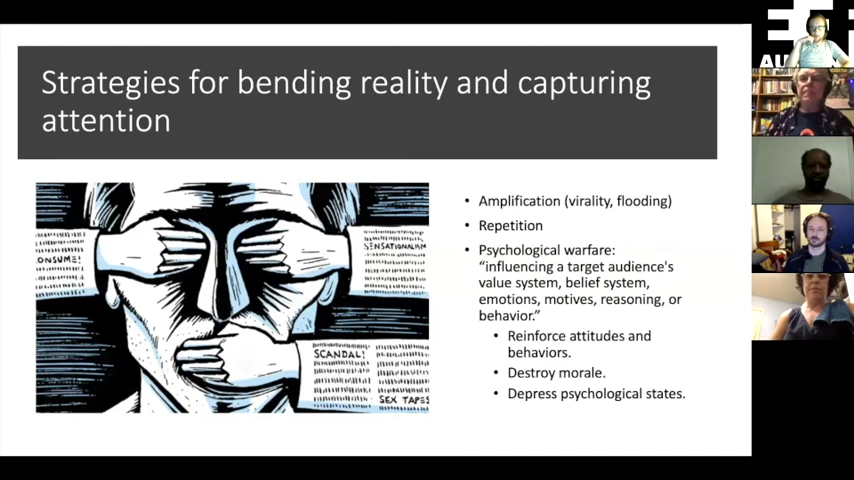 Strategies for bending reality and capturing
attention
• Amplification (virality, flooding)
• Repetition
• Psychological warfare:
“influencing a target audience's
value system, belief system,
emotions, motives, reasoning, or
behavior.”
• Reinforce attitudes and
behaviors.
• Destroy morale.
• Depress psychological states.
ONSUME!
SENSATIONALISM
SCANDAL!
SEX TAPES